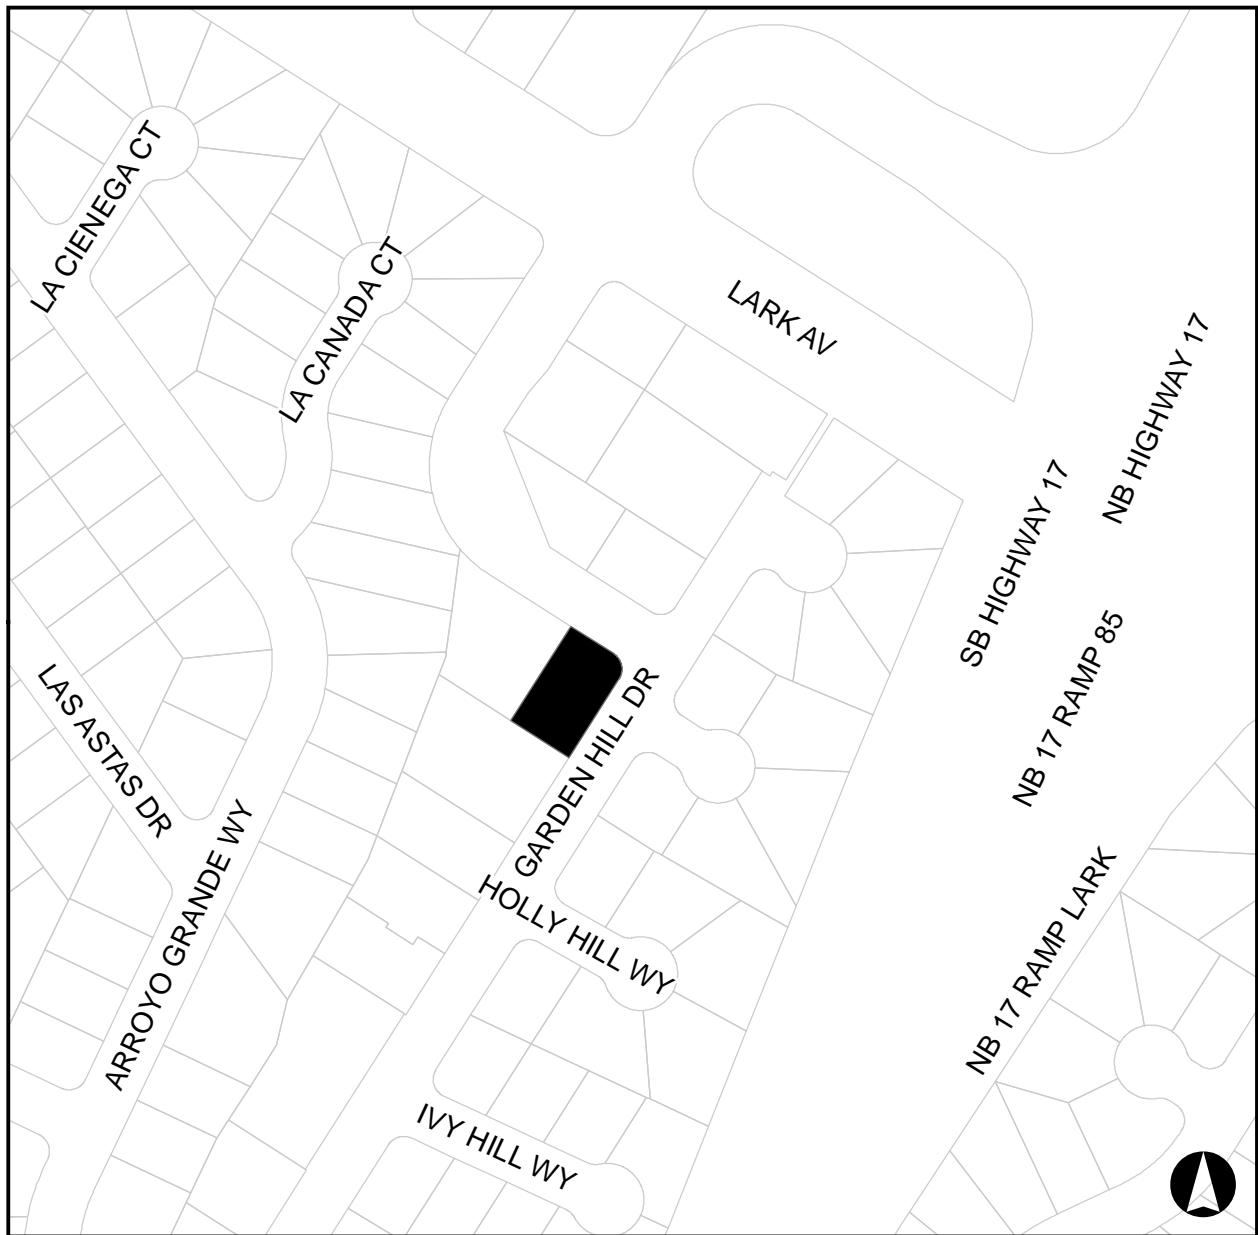 LA CIENEGA CT
LA CANADA CT
LARK AV
NB HIGHWAY 17
SB HIGHWAY 17
NB 17 RAMP 85
LAS ASTAS DR
GARDEN HILL DR
ARROYO GRANDE WY
HOLLY HILL WY
NB 17 RAMP LARK
IVY HILL WY